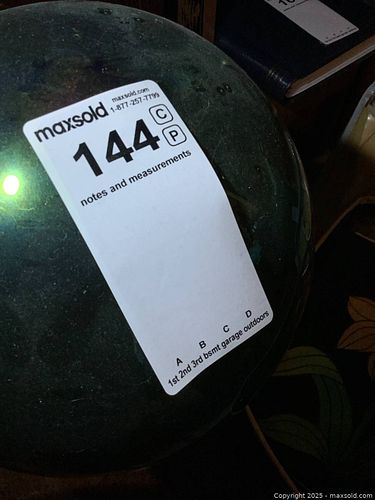 maxsold
maxsold.com
1-877-257-7799
144
C
P
notes and measurements
A B C D
1st 2nd 3rd bsmt garage outdoors
Copyright 2025 - maxsold.com